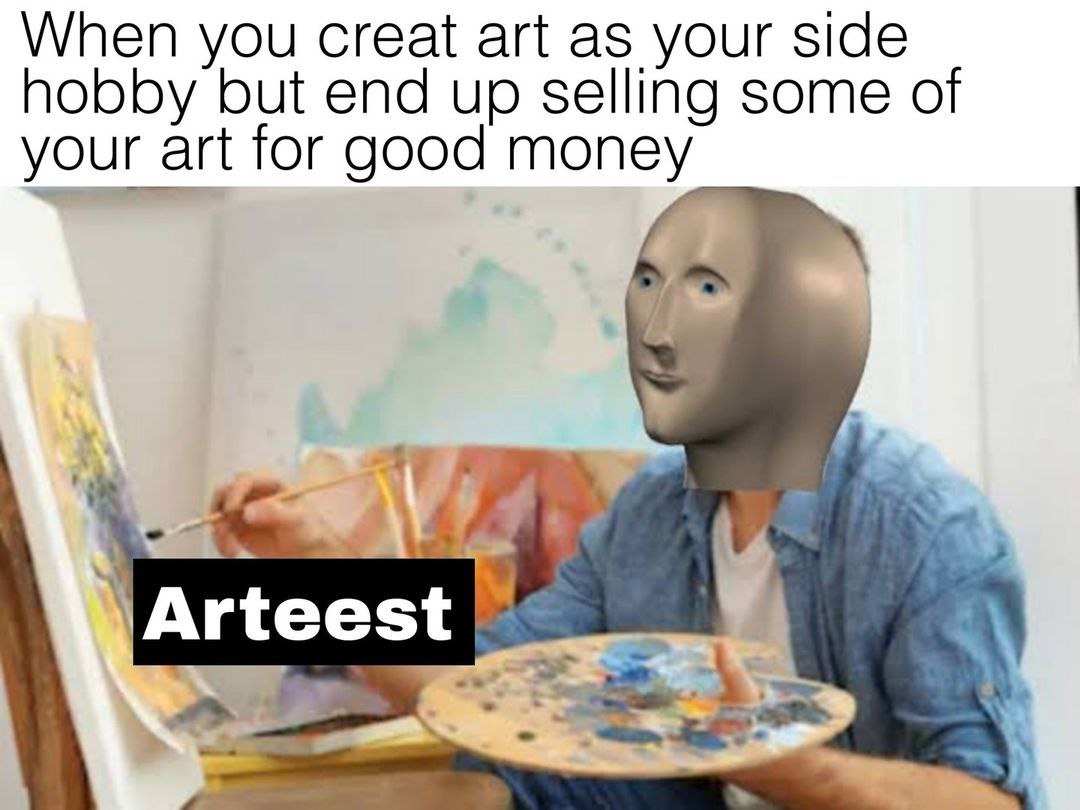 When you creat art as your side
hobby but end up selling some of
your art for good money
Arteest